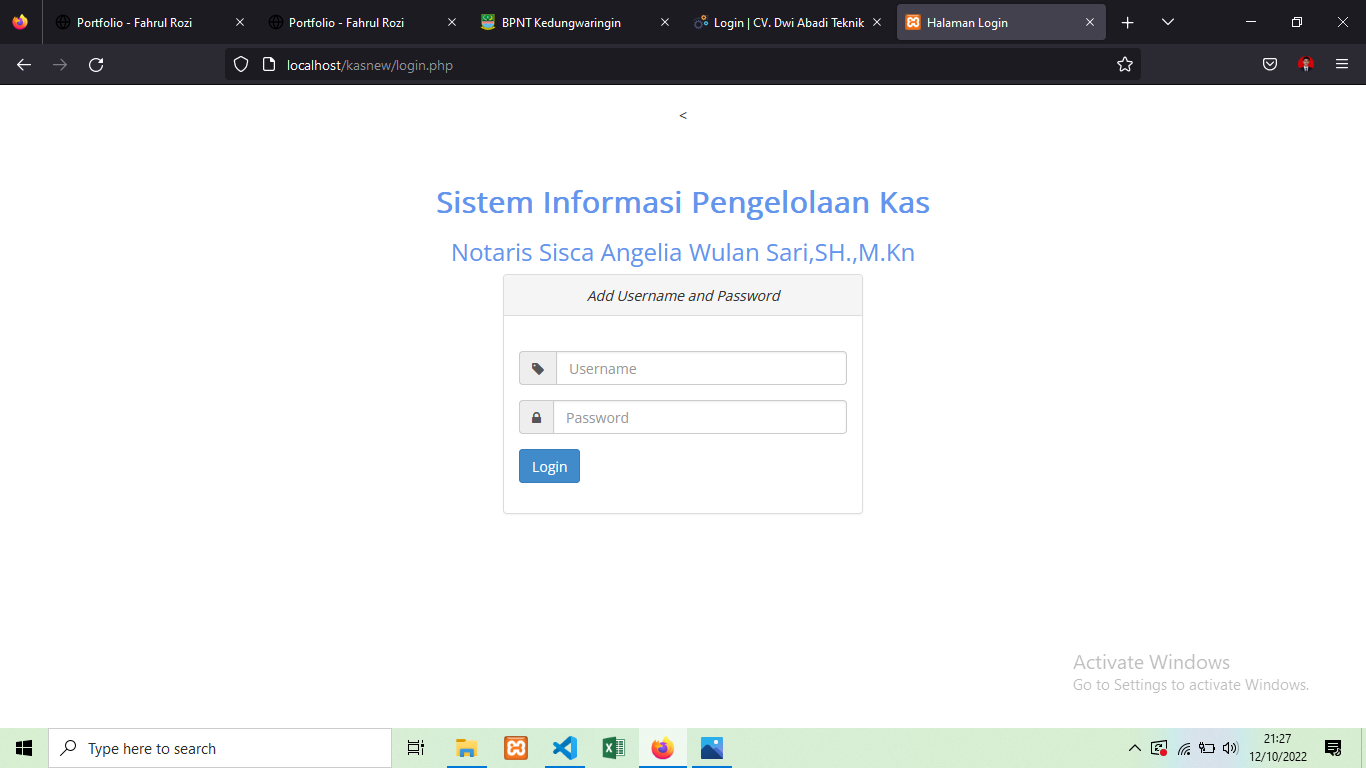 Portfolio - Fahrul Rozi
Portfolio - Fahrul Rozi
BPNT Kedungwaringin
Login | CV. Dwi Abadi Teknik
Halaman Login
localhost/kasnew/login.php
<
Sistem Informasi Pengelolaan Kas
Notaris Sisca Angelia Wulan Sari,SH.,M.Kn
Add Username and Password
Username
Password
Login
Activate Windows
Go to Settings to activate Windows.
Type here to search
21:27
12/10/2022